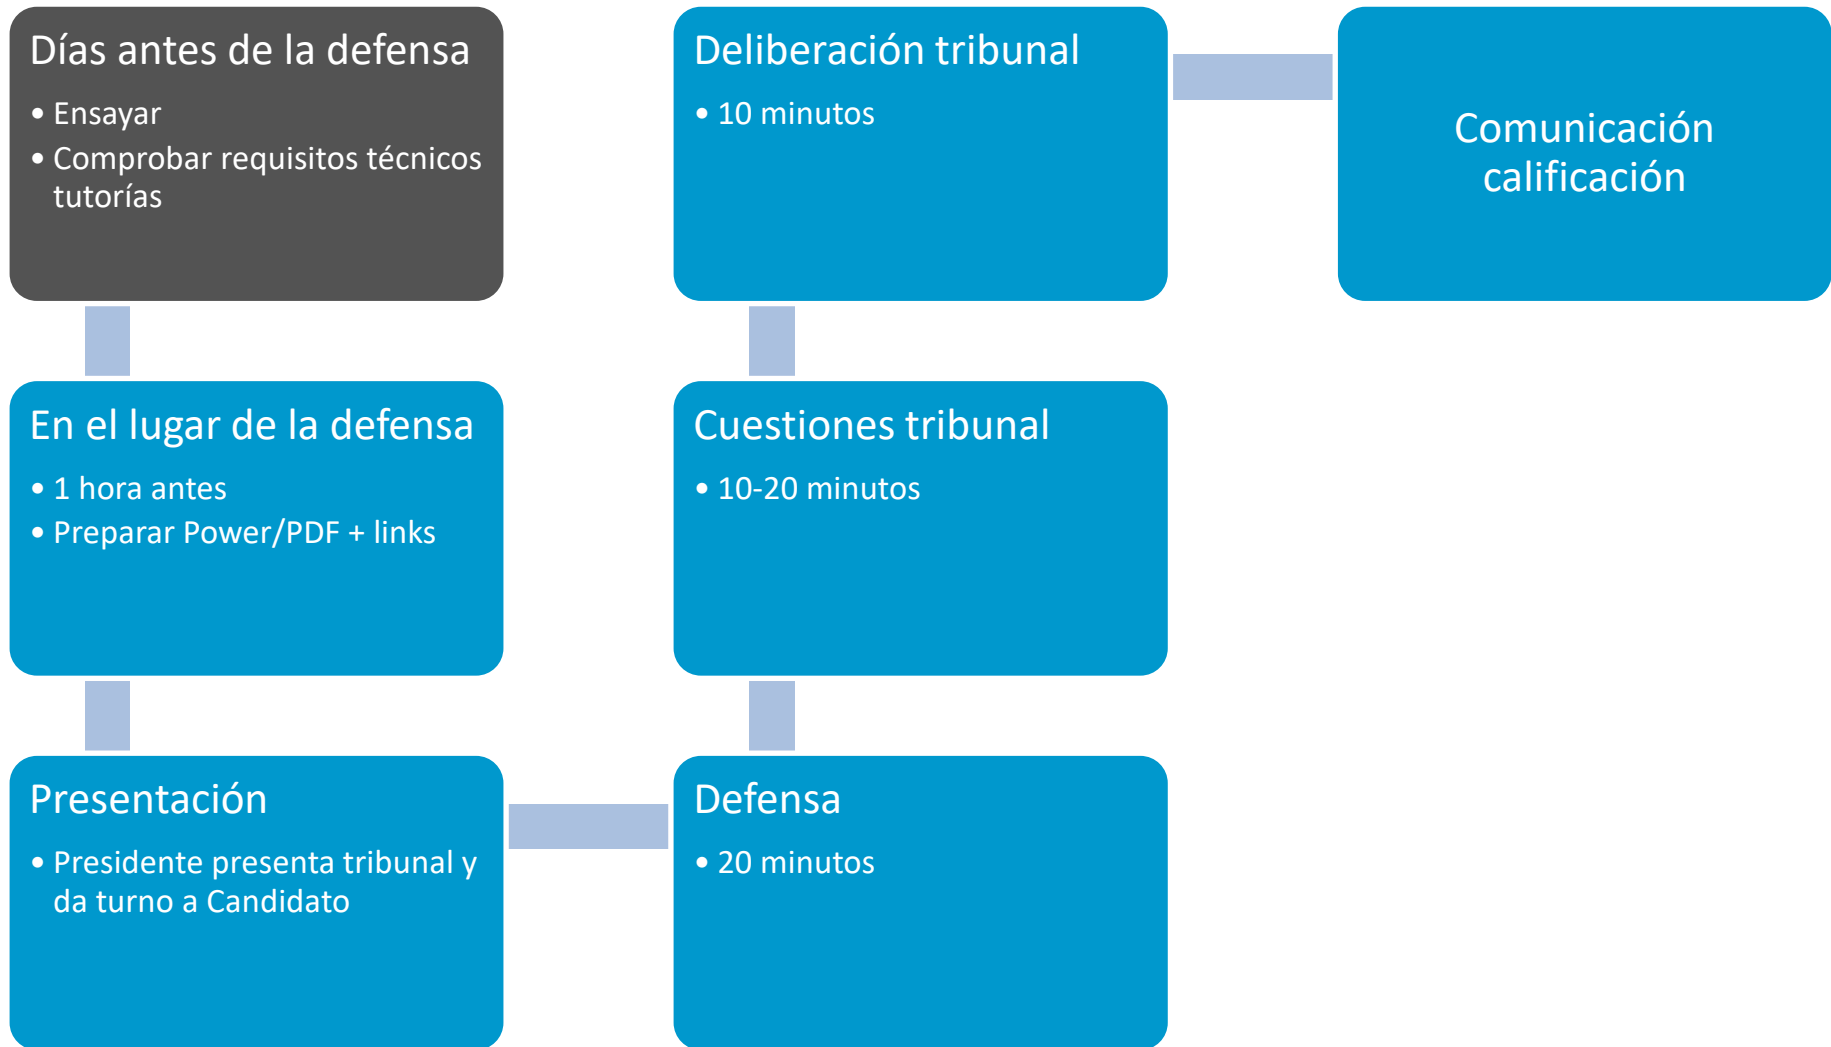 Días antes de la defensa
• Ensayar
• Comprobar requisitos técnicos
tutorías
En el lugar de la defensa
• 1 hora antes
• Preparar Power/PDF + links
Presentación
• Presidente presenta tribunal y
da turno a Candidato
Defensa
• 20 minutos
Cuestiones tribunal
• 10-20 minutos
Deliberación tribunal
• 10 minutos
Comunicación
calificación